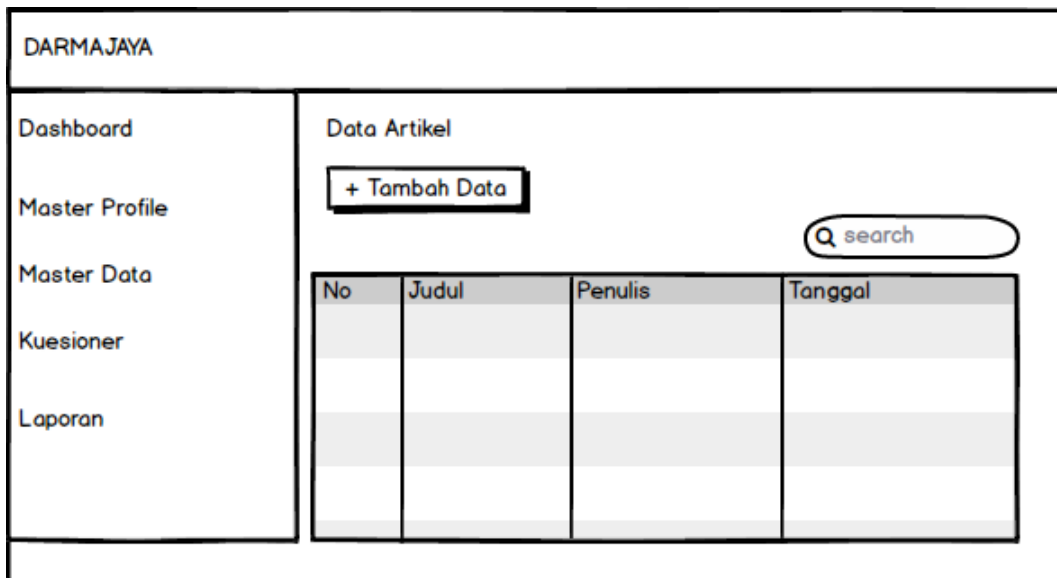 DARMAJAYA
Dashboard
Master Profile
Master Data
Kuesioner
Laporan
Data Artikel
+ Tambah Data
search
No Judul Penulis Tanggal